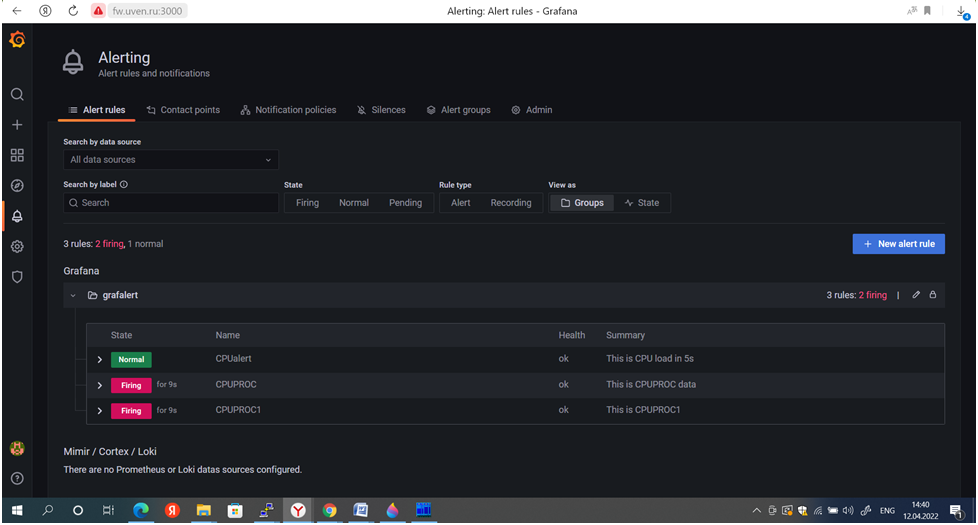 fw.uven.ru:3000
Alerting: Alert rules - Grafana
4
Alerting
Alert rules and notifications
Alert rules Contact points Notification policies Silences Alert groups Admin
Search by data source
All data sources
Search by label State Rule type View as
Search Firing Normal Pending Alert Recording Groups State
3 rules: 2 firing, 1 normal
+ New alert rule
Grafana
grafalert
3 rules: 2 firing |
State Name Health Summary
Normal CPUalert ok This is CPU load in 5s
Firing for 9s CPUPROC ok This is CPUPROC data
Firing for 9s CPUPROC1 ok This is CPUPROC1
Mimir / Cortex / Loki
There are no Prometheus or Loki datas sources configured.
ENG
14:40
12.04.2022
1